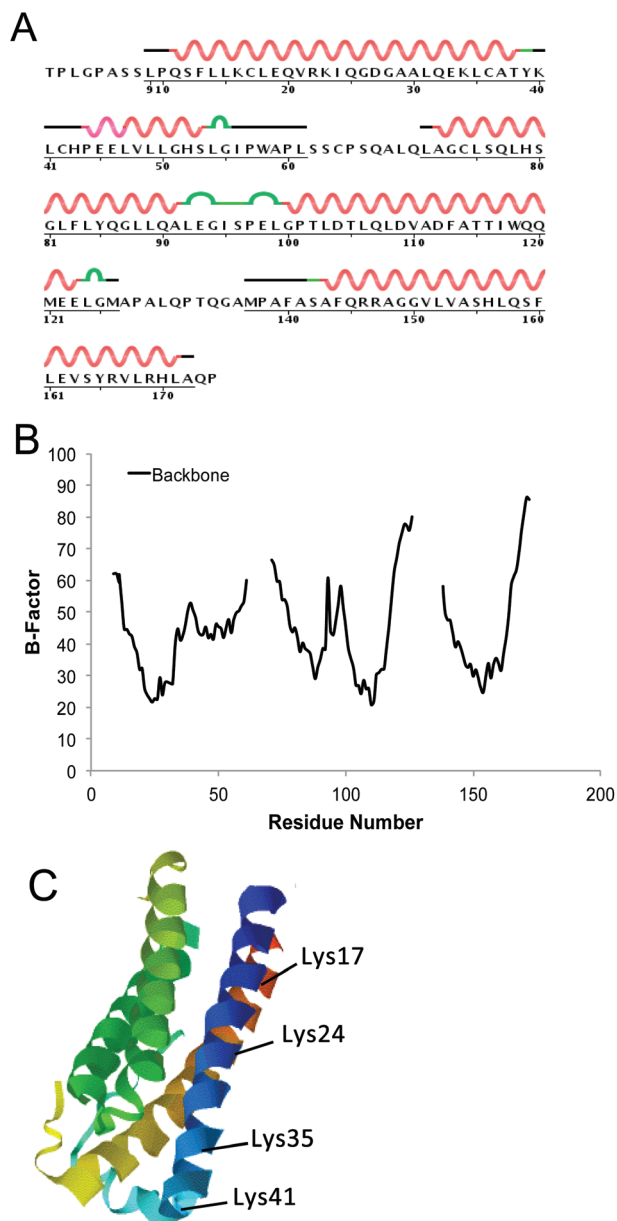 A
TPLGPASSLPQSFLLKCLEQVRKIQGDGAALQEKLCATYK
910 20 30 40
LCHPEELVLLGHSLGIPWAPLSSCPSQALQLAGCLSQLHS
41 50 60 80
GLFLYQGLLQALEGISPELGPTLDTLQLDVADFATTIWQQ
81 90 100 110 120
MEELGMAPALQPTQGAMPAFASAFQRRAGGVLVASHLQSF
121 140 150 160
LEVSYRVLRHLAQP
161 170
B
Backbone
100
90
80
70
60
50
40
30
20
10
0
B-Factor
0 50 100 150 200
Residue Number
C
Lys17
Lys24
Lys35
Lys41